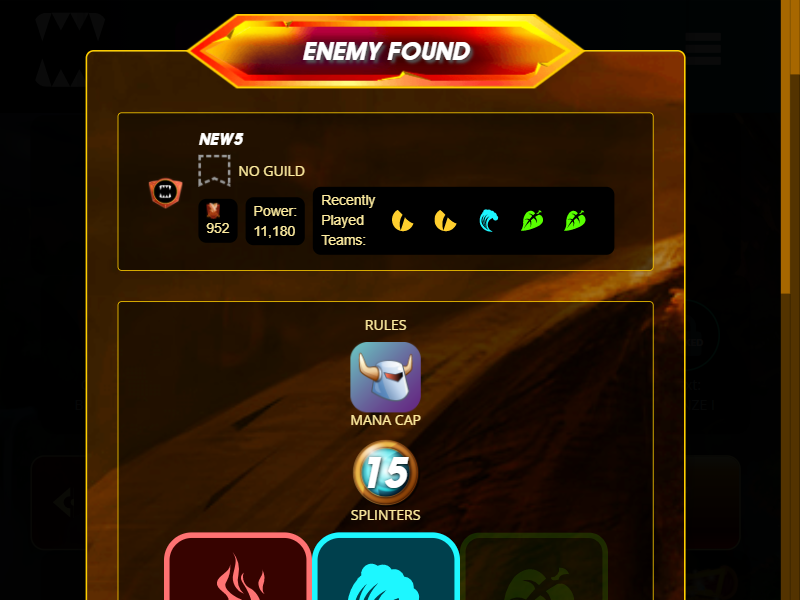 ENEMY FOUND
NEW5
NO GUILD
952
Power:
11,180
Recently
Played
Teams:
RULES
MANA CAP
15
SPLINTERS